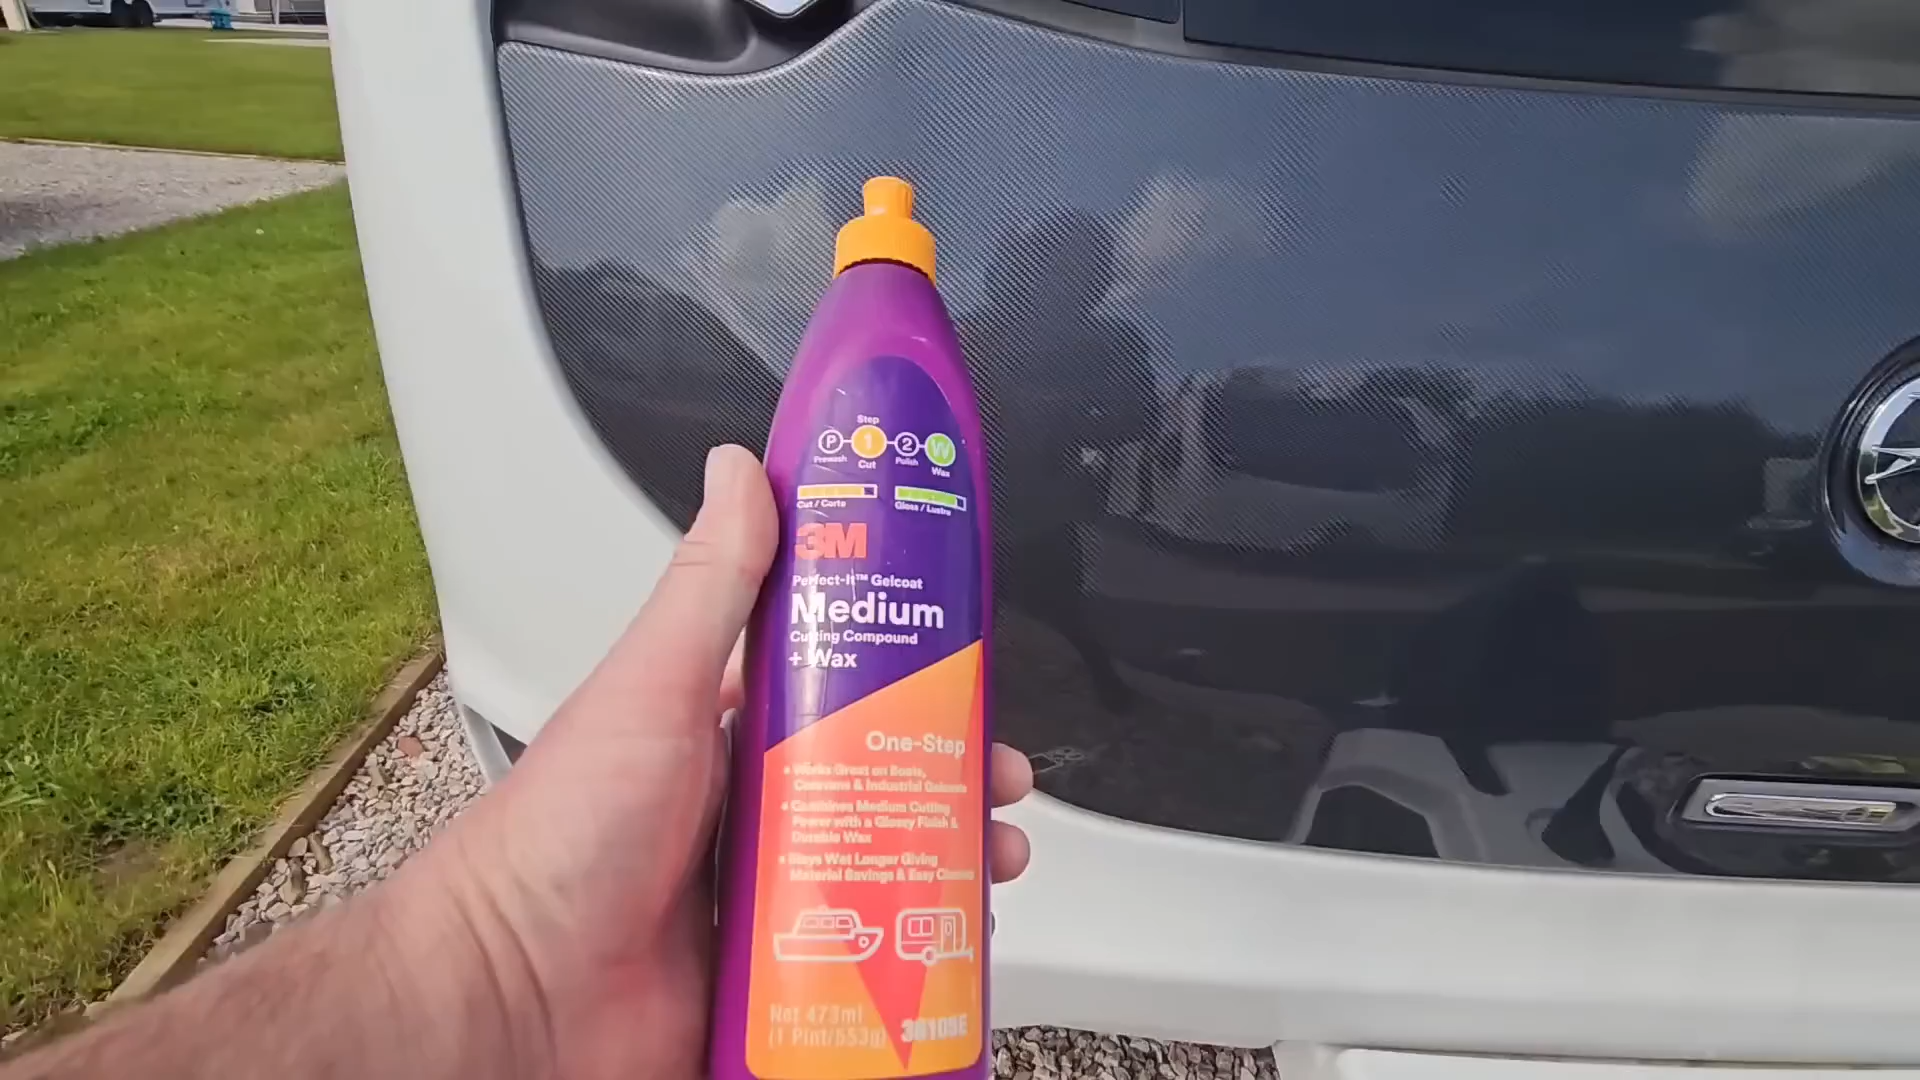 Step
P 1 2 W
Prewash Cut Polish Wax
Cut / Corte Gloss / Lustre
3M
Perfect-It™ Gelcoat
Medium
Cutting Compound
+ Wax
One-Step
• Works Great on Boats,
Caravans & Industrial Gelcoats
• Combines Medium Cutting
Power with a Glossy Finish &
Durable Wax
• Stays Wet Longer Giving
Material Savings & Easy Cleanup
D
Net 473ml
(1 Pint/553g)
36105E